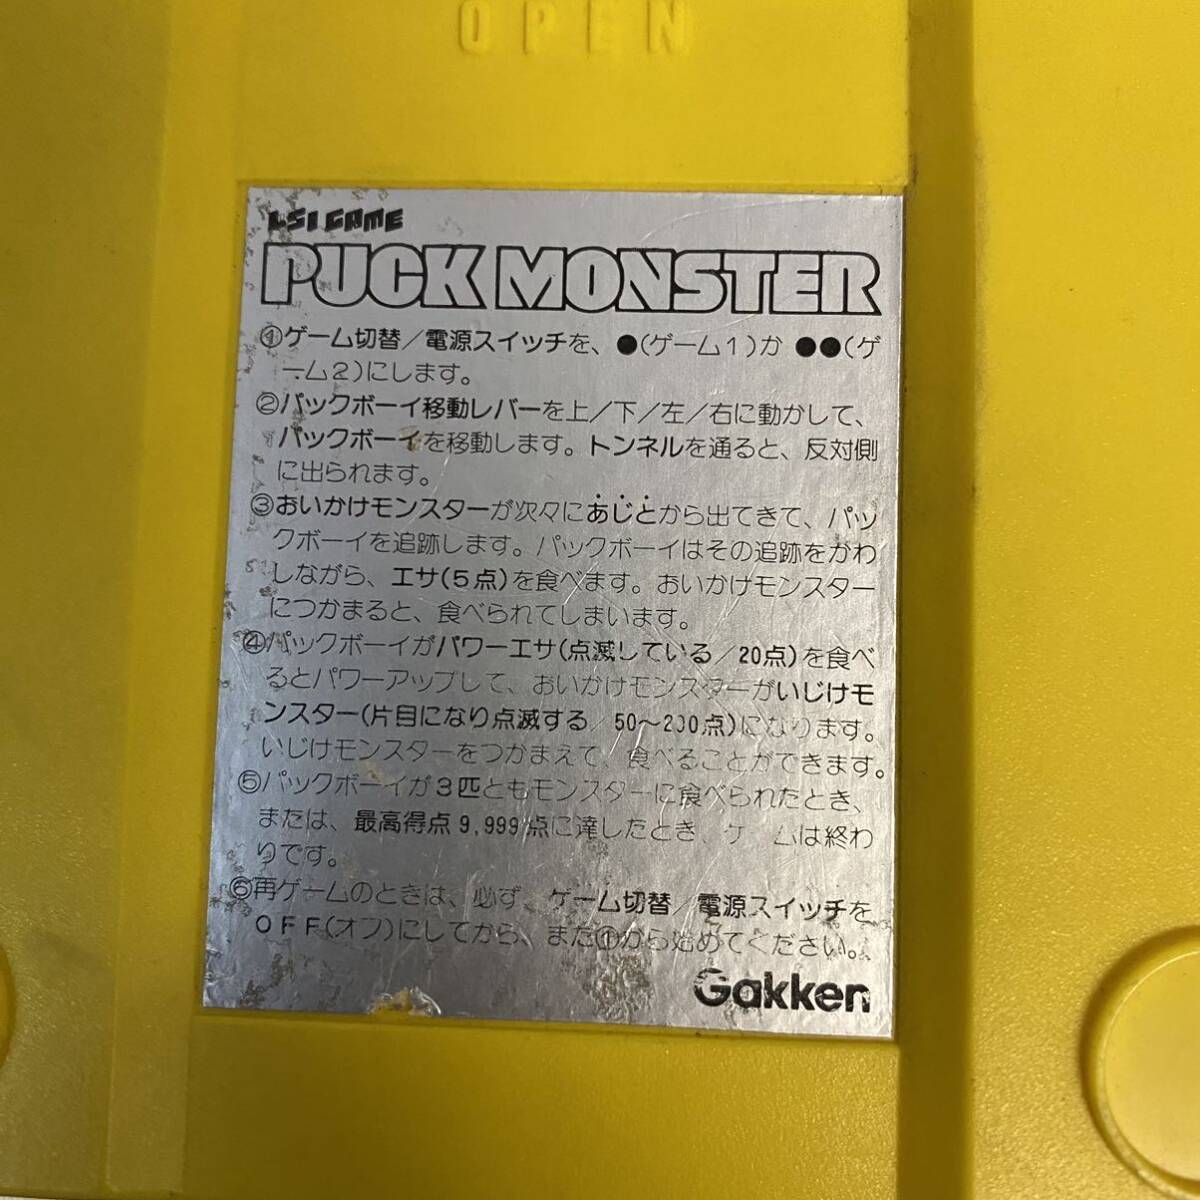 OPEN
LSI GAME
PUCK MONSTER
①ゲーム切替／電源スイッチを、●(ゲーム1)か ●●(ゲ
ーム2)にします。
②パックボーイ移動レバーを上／下／左／右に動かして、
パックボーイを移動します。トンネルを通ると、反対側
に出られます。
③おいかけモンスターが次々にあじとから出てきて、パッ
クボーイを追跡します。パックボーイはその追跡をかわ
しながら、エサ(5点)を食べます。おいかけモンスター
につかまると、食べられてしまいます。
④パックボーイがパワーエサ(点滅している／20点)を食べ
るとパワーアップして、おいかけモンスターがいじけモ
ンスター(片目になり点滅する／50〜200点)になります。
いじけモンスターをつかまえて、食べることができます。
⑤パックボーイが3匹ともモンスターに食べられたとき、
または、最高得点9,999点に達したとき、ゲームは終わ
りです。
⑥再ゲームのときは、必ず、ゲーム切替／電源スイッチを
OFF(オフ)にしてから、また①から始めてください。
Gakken